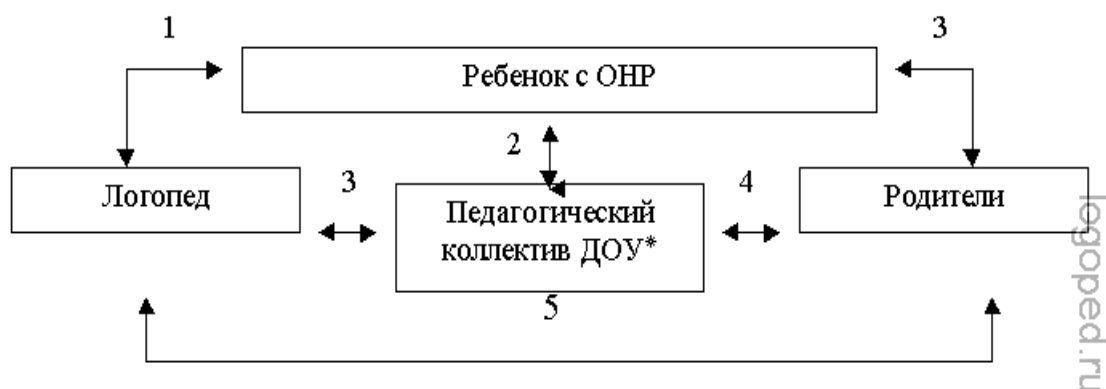 1
3
Ребенок с ОНР
2
Логопед
3
Педагогический
коллектив ДОУ*
4
Родители
5
logoped.ru